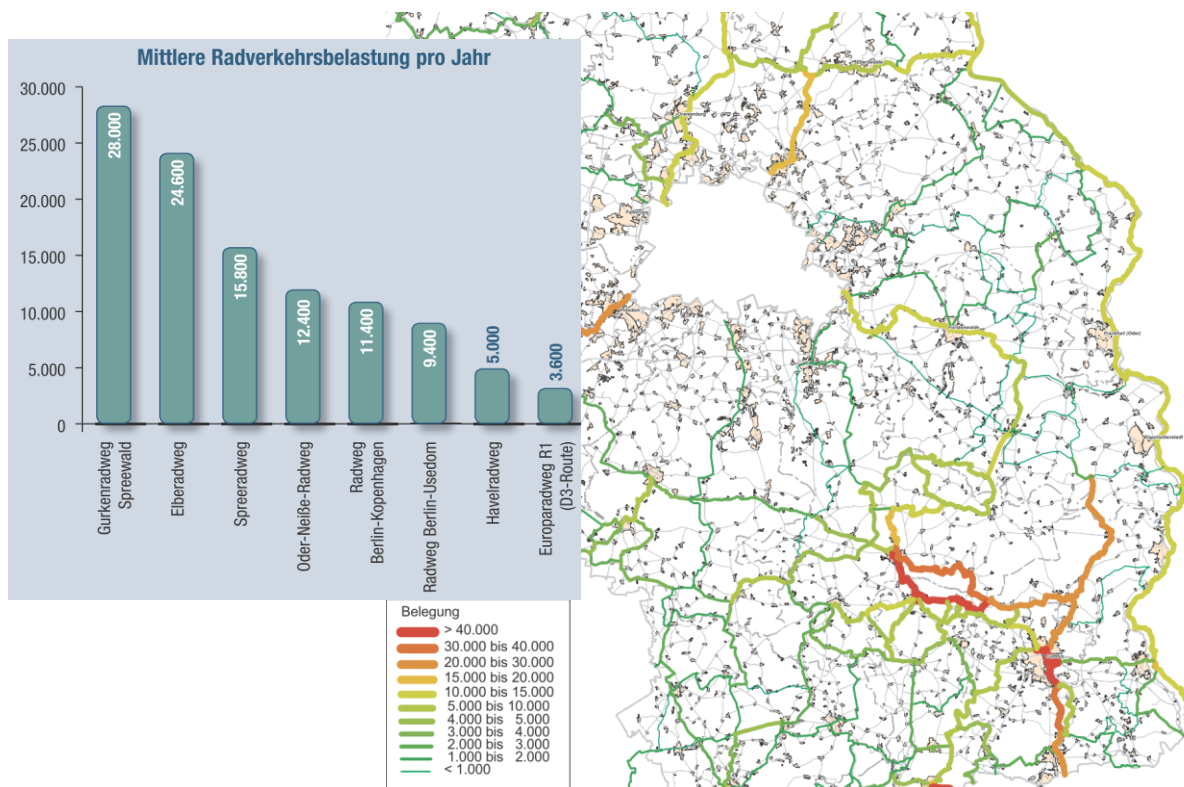 Mittlere Radverkehrsbelastung pro Jahr
30.000
25.000
20.000
15.000
10.000
5.000
0
28.000
24.600
15.800
12.400
11.400
9.400
5.000
3.600
Gurkenradweg
Spreewald
Elberadweg
Spreeradweg
Oder-Neiße-Radweg
Radweg
Berlin-Kopenhagen
Radweg Berlin-Usedom
Havelradweg
Europaradweg R1
(D3-Route)
Belegung
> 40.000
30.000 bis 40.000
20.000 bis 30.000
15.000 bis 20.000
10.000 bis 15.000
5.000 bis 10.000
4.000 bis 5.000
3.000 bis 4.000
2.000 bis 3.000
1.000 bis 2.000
< 1.000
Frankfurt (Oder)